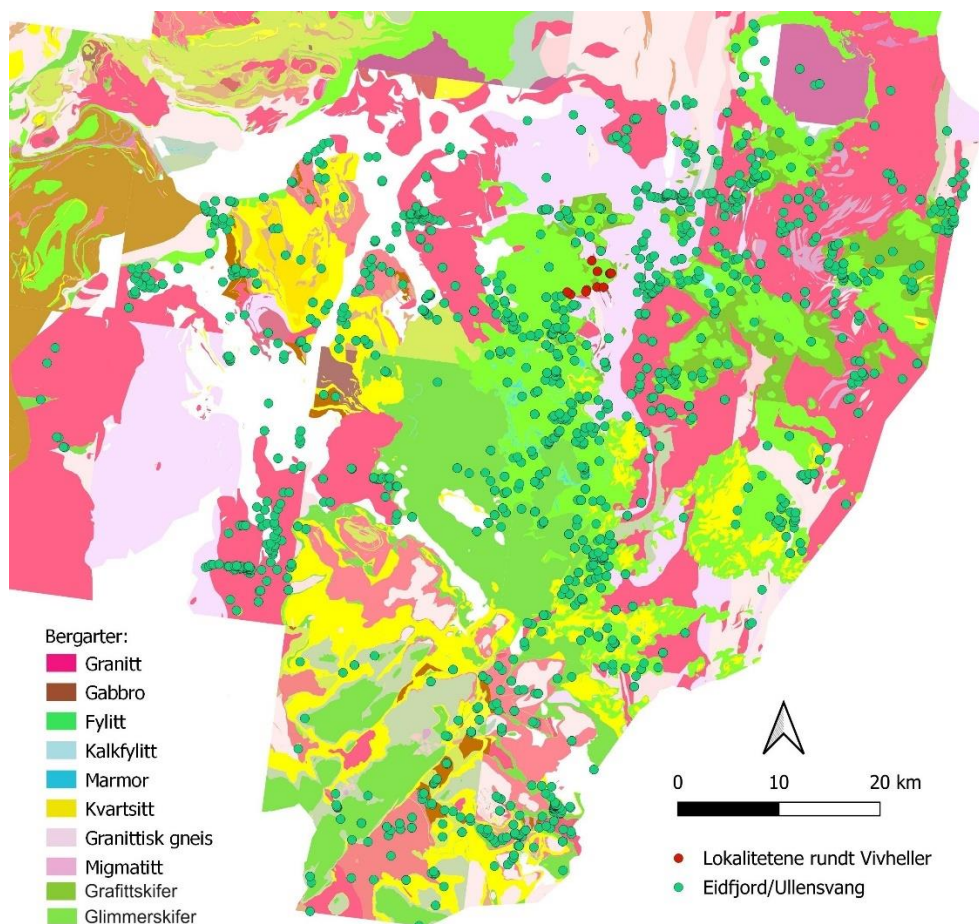 Bergarter:
Granitt
Gabbro
Fylitt
Kalkfylitt
Marmor
Kvartsitt
Granittisk gneis
Migmatitt
Grafittskifer
Glimmerskifer
0 10 20 km
Lokalitetene rundt Vivheller
Eidfjord/Ullensvang